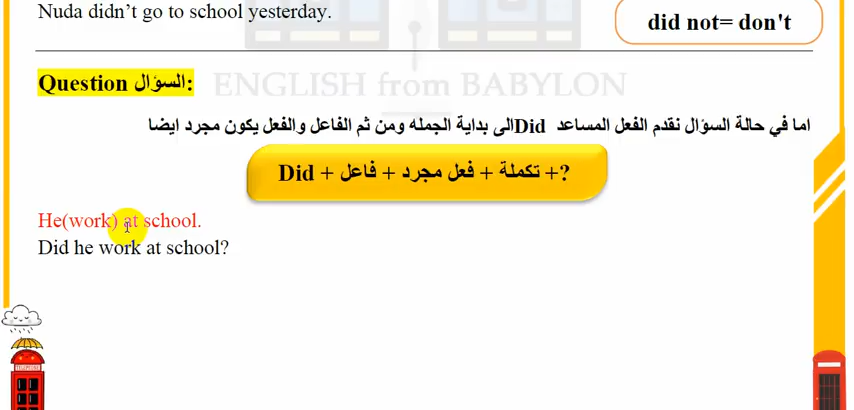 Nuda didn't go to school yesterday.
did not= don't
Question السؤال:
ENGLISH from BABYLON
اما في حالة السؤال نقدم الفعل المساعد Did الى بداية الجمله ومن ثم الفاعل والفعل يكون مجرد ايضا
Did + فاعل + فعل مجرد + تكملة +?
He(work) at school.
Did he work at school?
TELEPHONE